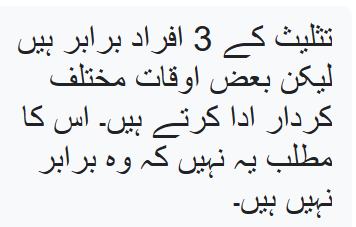 تثلیث کے 3 افراد برابر ہیں
لیکن بعض اوقات مختلف
کردار ادا کرتے ہیں۔ اس کا
مطلب یہ نہیں کہ وہ برابر
نہیں ہیں۔